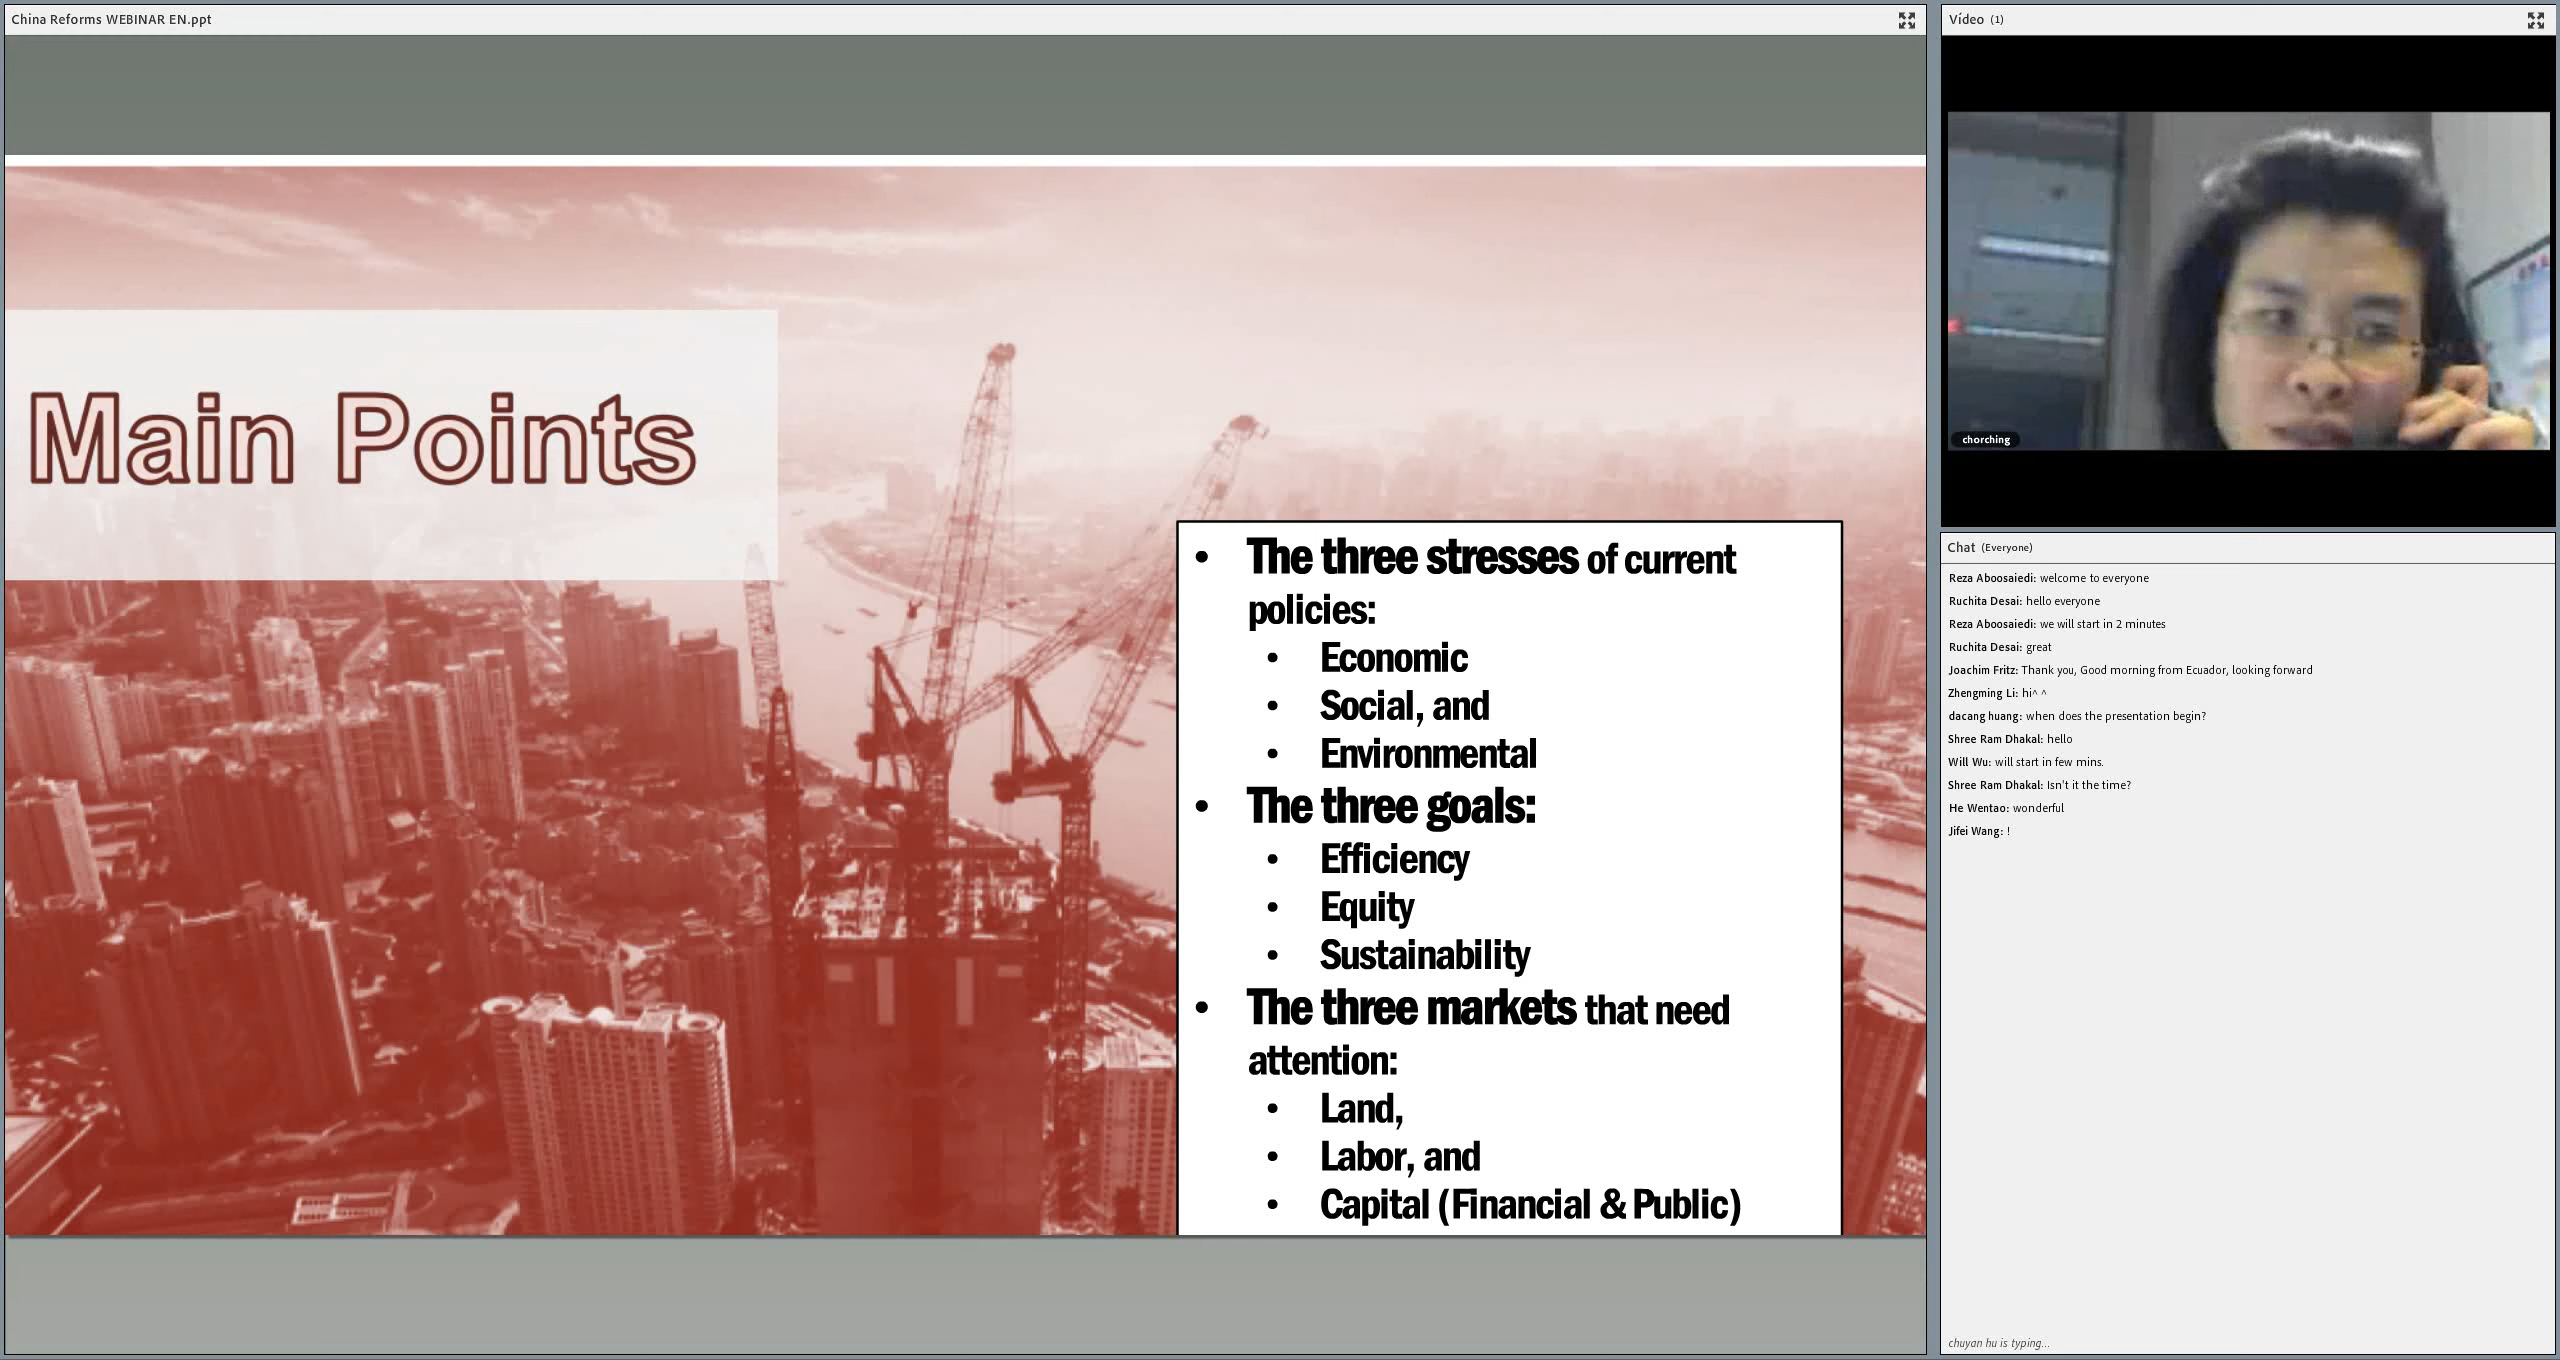 China Reforms WEBINAR EN.ppt
Main Points
• The three stresses of current
policies:
• Economic
• Social, and
• Environmental
• The three goals:
• Efficiency
• Equity
• Sustainability
• The three markets that need
attention:
• Land,
• Labor, and
• Capital (Financial & Public)
Vídeo (1)
chorching
Chat (Everyone)
Reza Aboosaiedi: welcome to everyone
Ruchita Desai: hello everyone
Reza Aboosaiedi: we will start in 2 minutes
Ruchita Desai: great
Joachim Fritz: Thank you, Good morning from Ecuador, looking forward
Zhengming Li: hi^ ^
dacang huang: when does the presentation begin?
Shree Ram Dhakal: hello
Will Wu: will start in few mins.
Shree Ram Dhakal: Isn't it the time?
He Wentao: wonderful
Jifei Wang: !
chuyan hu is typing...